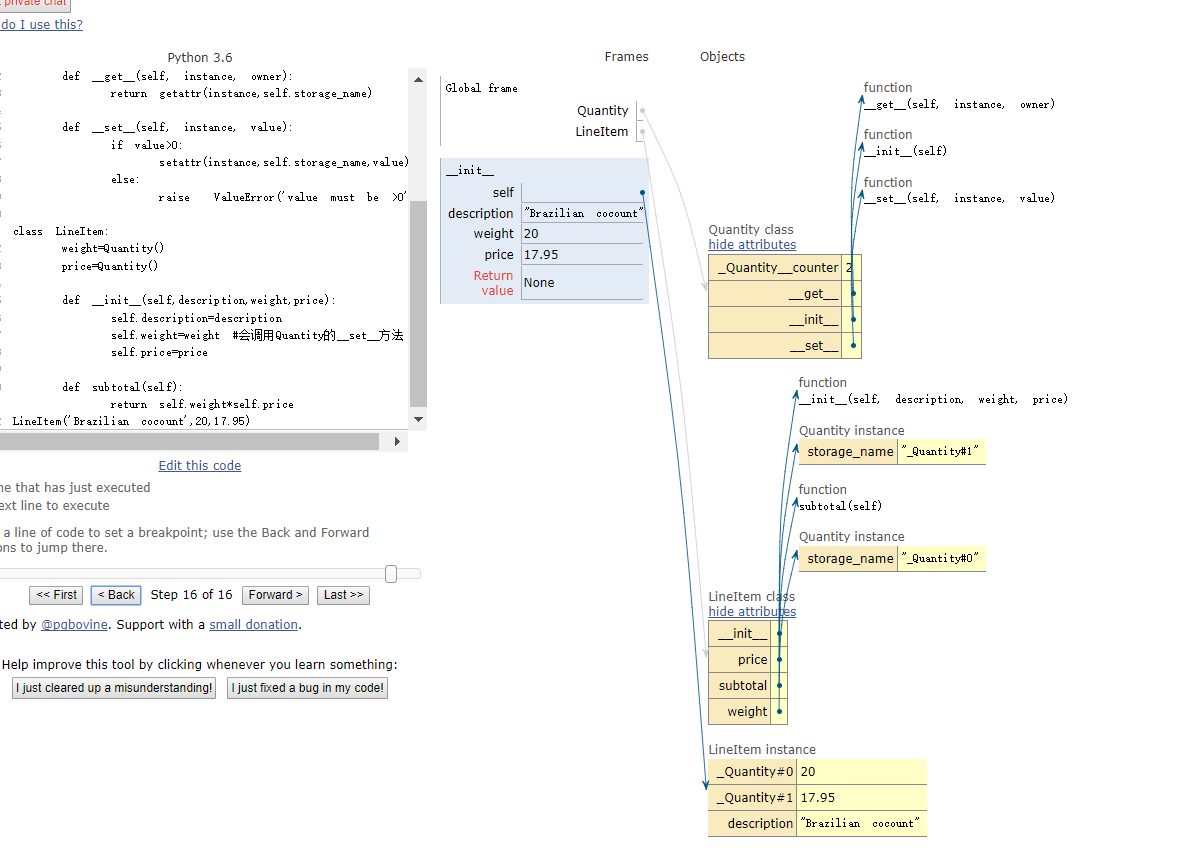 private chat
do I use this?
Python 3.6
def __get__(self, instance, owner):
return getattr(instance,self.storage_name)
def __set__(self, instance, value):
if value>0:
setattr(instance,self.storage_name,value)
else:
raise ValueError('value must be >0'
class LineItem:
weight=Quantity()
price=Quantity()
def __init__(self,description,weight,price):
self.description=description
self.weight=weight #会调用Quantity的__set__方法
self.price=price
def subtotal(self):
return self.weight*self.price
LineItem('Brazilian cocount',20,17.95)
Edit this code
ne that has just executed
ext line to execute
a line of code to set a breakpoint; use the Back and Forward
ons to jump there.
<< First < Back Step 16 of 16 Forward > Last >>
ted by @pgbovine. Support with a small donation.
Help improve this tool by clicking whenever you learn something:
I just cleared up a misunderstanding! I just fixed a bug in my code!
Frames Objects
Global frame
Quantity
LineItem
__init__
self
description "Brazilian cocount"
weight 20
price 17.95
Return
value None
function
__get__(self, instance, owner)
function
__init__(self)
function
__set__(self, instance, value)
Quantity class
hide attributes
_Quantity__counter 2
__get__
__init__
__set__
function
__init__(self, description, weight, price)
Quantity instance
storage_name "_Quantity#1"
function
subtotal(self)
Quantity instance
storage_name "_Quantity#0"
LineItem class
hide attributes
__init__
price
subtotal
weight
LineItem instance
_Quantity#0 20
_Quantity#1 17.95
description "Brazilian cocount"